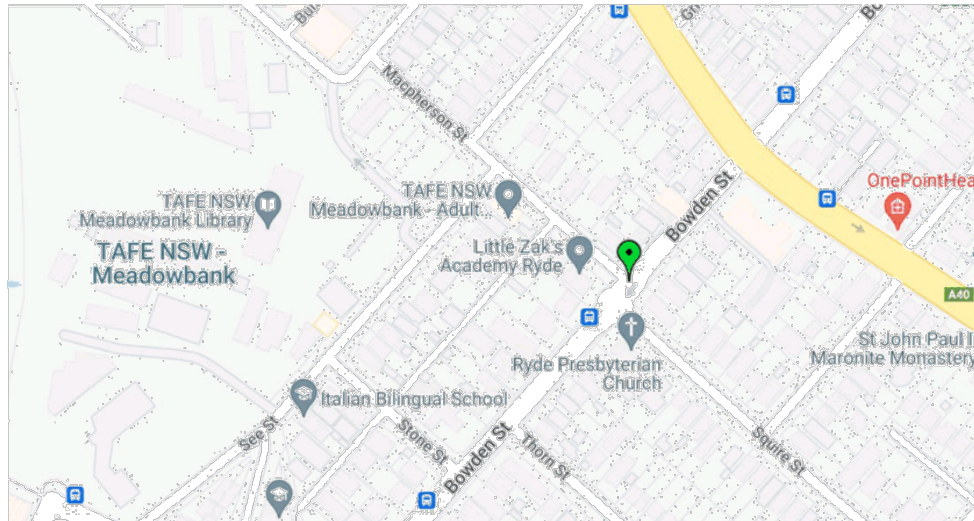 Macpherson St
Bowden St
OnePointHea
TAFE NSW
Meadowbank - Adult...
TAFE NSW
Meadowbank Library
TAFE NSW -
Meadowbank
Little Zak's
Academy Ryde
A40
Ryde Presbyterian
Church
St John Paul I
Maronite Monastery
Italian Bilingual School
See St
Stone St
Bowden St
Thorn St
Squire St